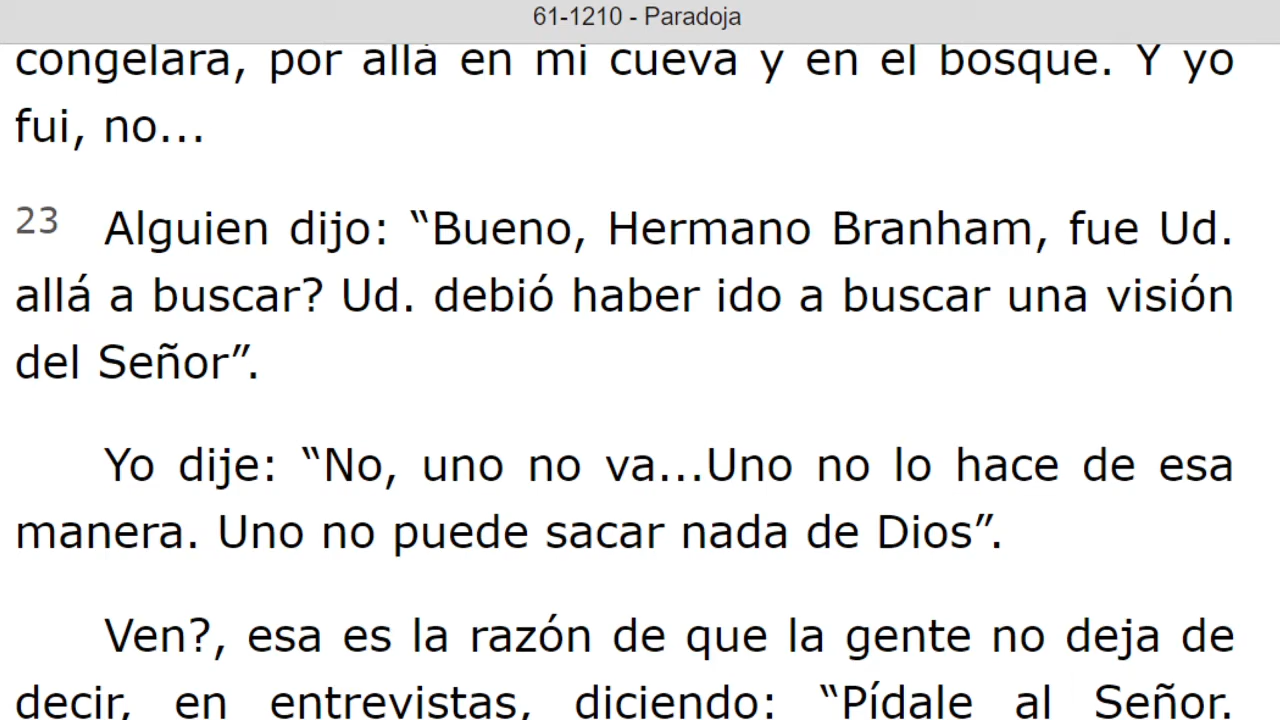 61-1210 - Paradoja
congelara, por allá en mi cueva y en el bosque. Y yo
fui, no...
23 Alguien dijo: “Bueno, Hermano Branham, fue Ud.
allá a buscar? Ud. debió haber ido a buscar una visión
del Señor”.
Yo dije: “No, uno no va...Uno no lo hace de esa
manera. Uno no puede sacar nada de Dios”.
Ven?, esa es la razón de que la gente no deja de
decir, en entrevistas, diciendo: “Pídale al Señor.